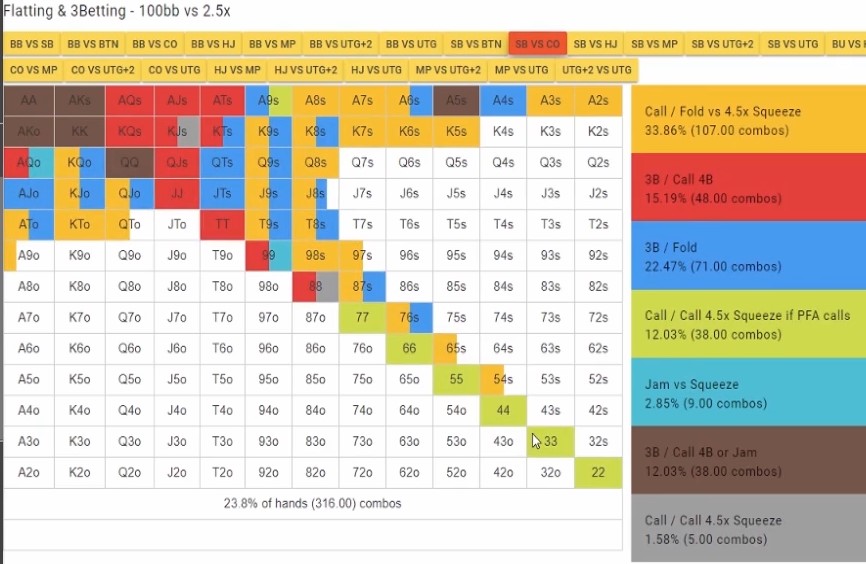 Flatting & 3Betting - 100bb vs 2.5x
BB VS SB BB VS BTN BB VS CO BB VS HJ BB VS MP BB VS UTG+2 BB VS UTG SB VS BTN SB VS CO SB VS HJ SB VS MP SB VS UTG+2 SB VS UTG BU VS H
CO VS MP CO VS UTG+2 CO VS UTG HJ VS MP HJ VS UTG+2 HJ VS UTG MP VS UTG+2 MP VS UTG UTG+2 VS UTG
AA AKs AQs AJs ATs A9s A8s A7s A6s A5s A4s A3s A2s
AKo KK KQs KJs KTs K9s K8s K7s K6s K5s K4s K3s K2s
AQo KQo QQ QJs QTs Q9s Q8s Q7s Q6s Q5s Q4s Q3s Q2s
AJo KJo QJo JJ JTs J9s J8s J7s J6s J5s J4s J3s J2s
ATo KTo QTo JTo TT T9s T8s T7s T6s T5s T4s T3s T2s
A9o K9o Q9o J9o T9o 99 98s 97s 96s 95s 94s 93s 92s
A8o K8o Q8o J8o T8o 98o 88 87s 86s 85s 84s 83s 82s
A7o K7o Q7o J7o T7o 97o 87o 77 76s 75s 74s 73s 72s
A6o K6o Q6o J6o T6o 96o 86o 76o 66 65s 64s 63s 62s
A5o K5o Q5o J5o T5o 95o 85o 75o 65o 55 54s 53s 52s
A4o K4o Q4o J4o T4o 94o 84o 74o 64o 54o 44 43s 42s
A3o K3o Q3o J3o T3o 93o 83o 73o 63o 53o 43o 33 32s
A2o K2o Q2o J2o T2o 92o 82o 72o 62o 52o 42o 32o 22
23.8% of hands (316.00) combos
Call / Fold vs 4.5x Squeeze
33.86% (107.00 combos)
3B / Call 4B
15.19% (48.00 combos)
3B / Fold
22.47% (71.00 combos)
Call / Call 4.5x Squeeze if PFA calls
12.03% (38.00 combos)
Jam vs Squeeze
2.85% (9.00 combos)
3B / Call 4B or Jam
12.03% (38.00 combos)
Call / Call 4.5x Squeeze
1.58% (5.00 combos)